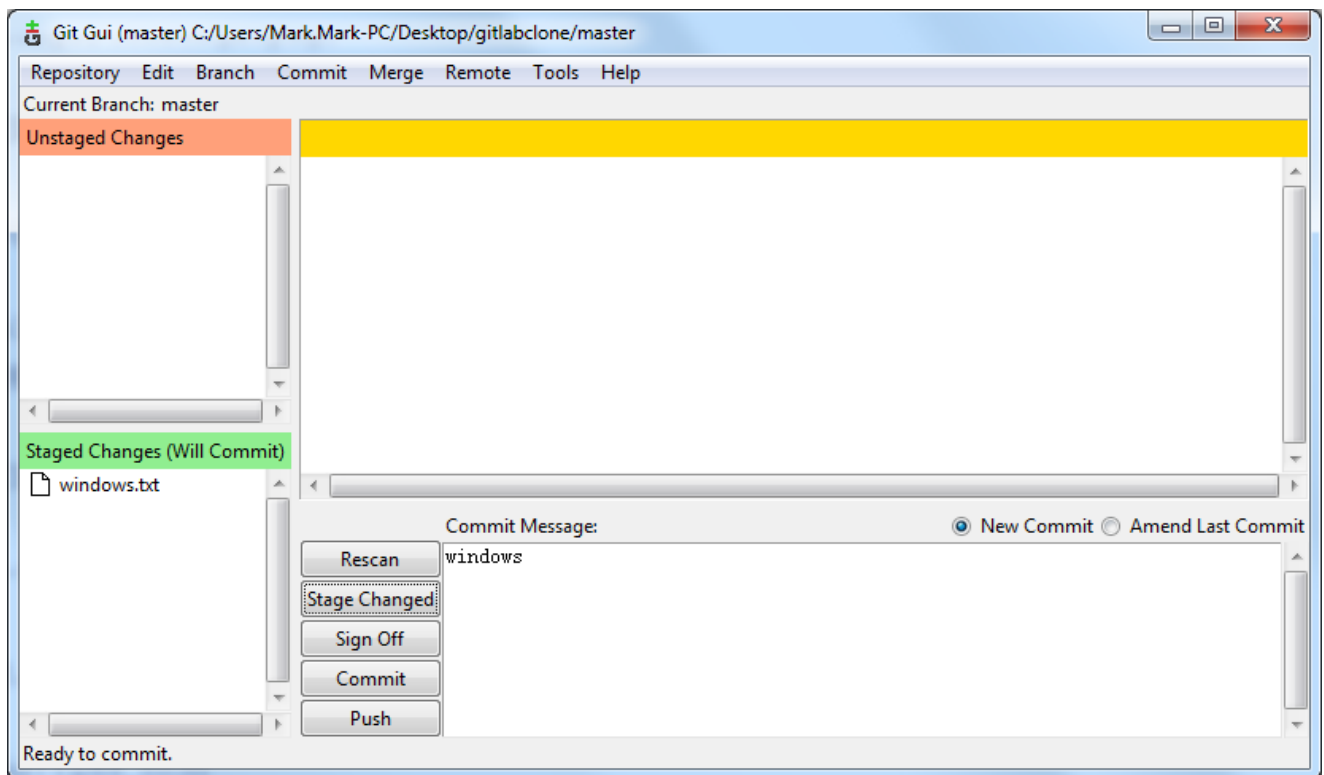 Git Gui (master) C:/Users/Mark.Mark-PC/Desktop/gitlabclone/master
Repository Edit Branch Commit Merge Remote Tools Help
Current Branch: master
Unstaged Changes
Staged Changes (Will Commit)
windows.txt
Commit Message:
New Commit
Amend Last Commit
Rescan
windows
Stage Changed
Sign Off
Commit
Push
Ready to commit.